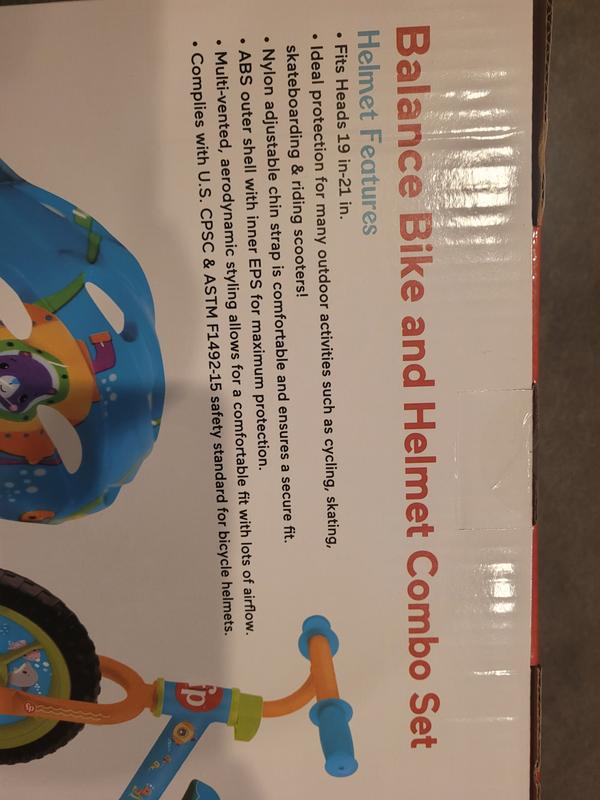 Balance Bike and Helmet Combo Set
Helmet Features
• Fits Heads 19 in-21 in.
• Ideal protection for many outdoor activities such as cycling, skating,
skateboarding & riding scooters!
• Nylon adjustable chin strap is comfortable and ensures a secure fit.
• ABS outer shell with inner EPS for maximum protection.
• Multi-vented, aerodynamic styling allows for a comfortable fit with lots of airflow.
• Complies with U.S. CPSC & ASTM F1492-15 safety standard for bicycle helmets.
fp
fp